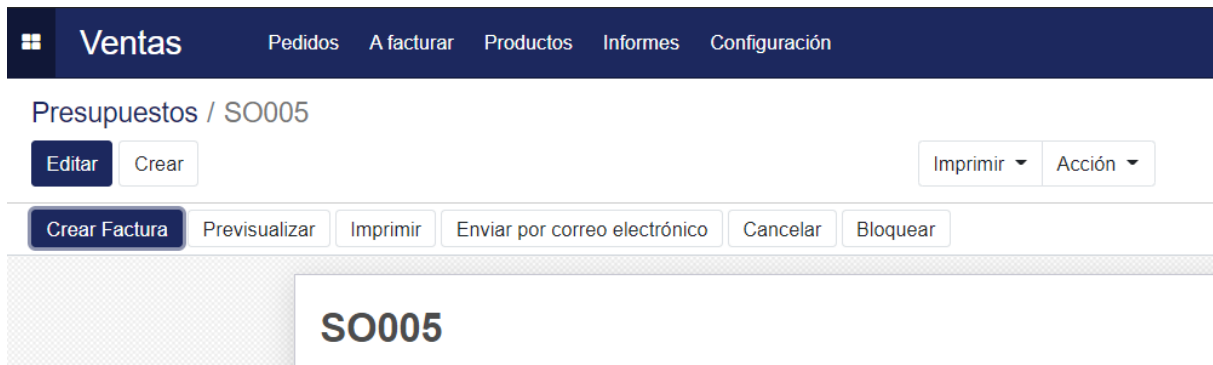 Ventas Pedidos A facturar Productos Informes Configuración
Presupuestos / SO005
Editar Crear Imprimir Acción
Crear Factura Previsualizar Imprimir Enviar por correo electrónico Cancelar Bloquear
SO005